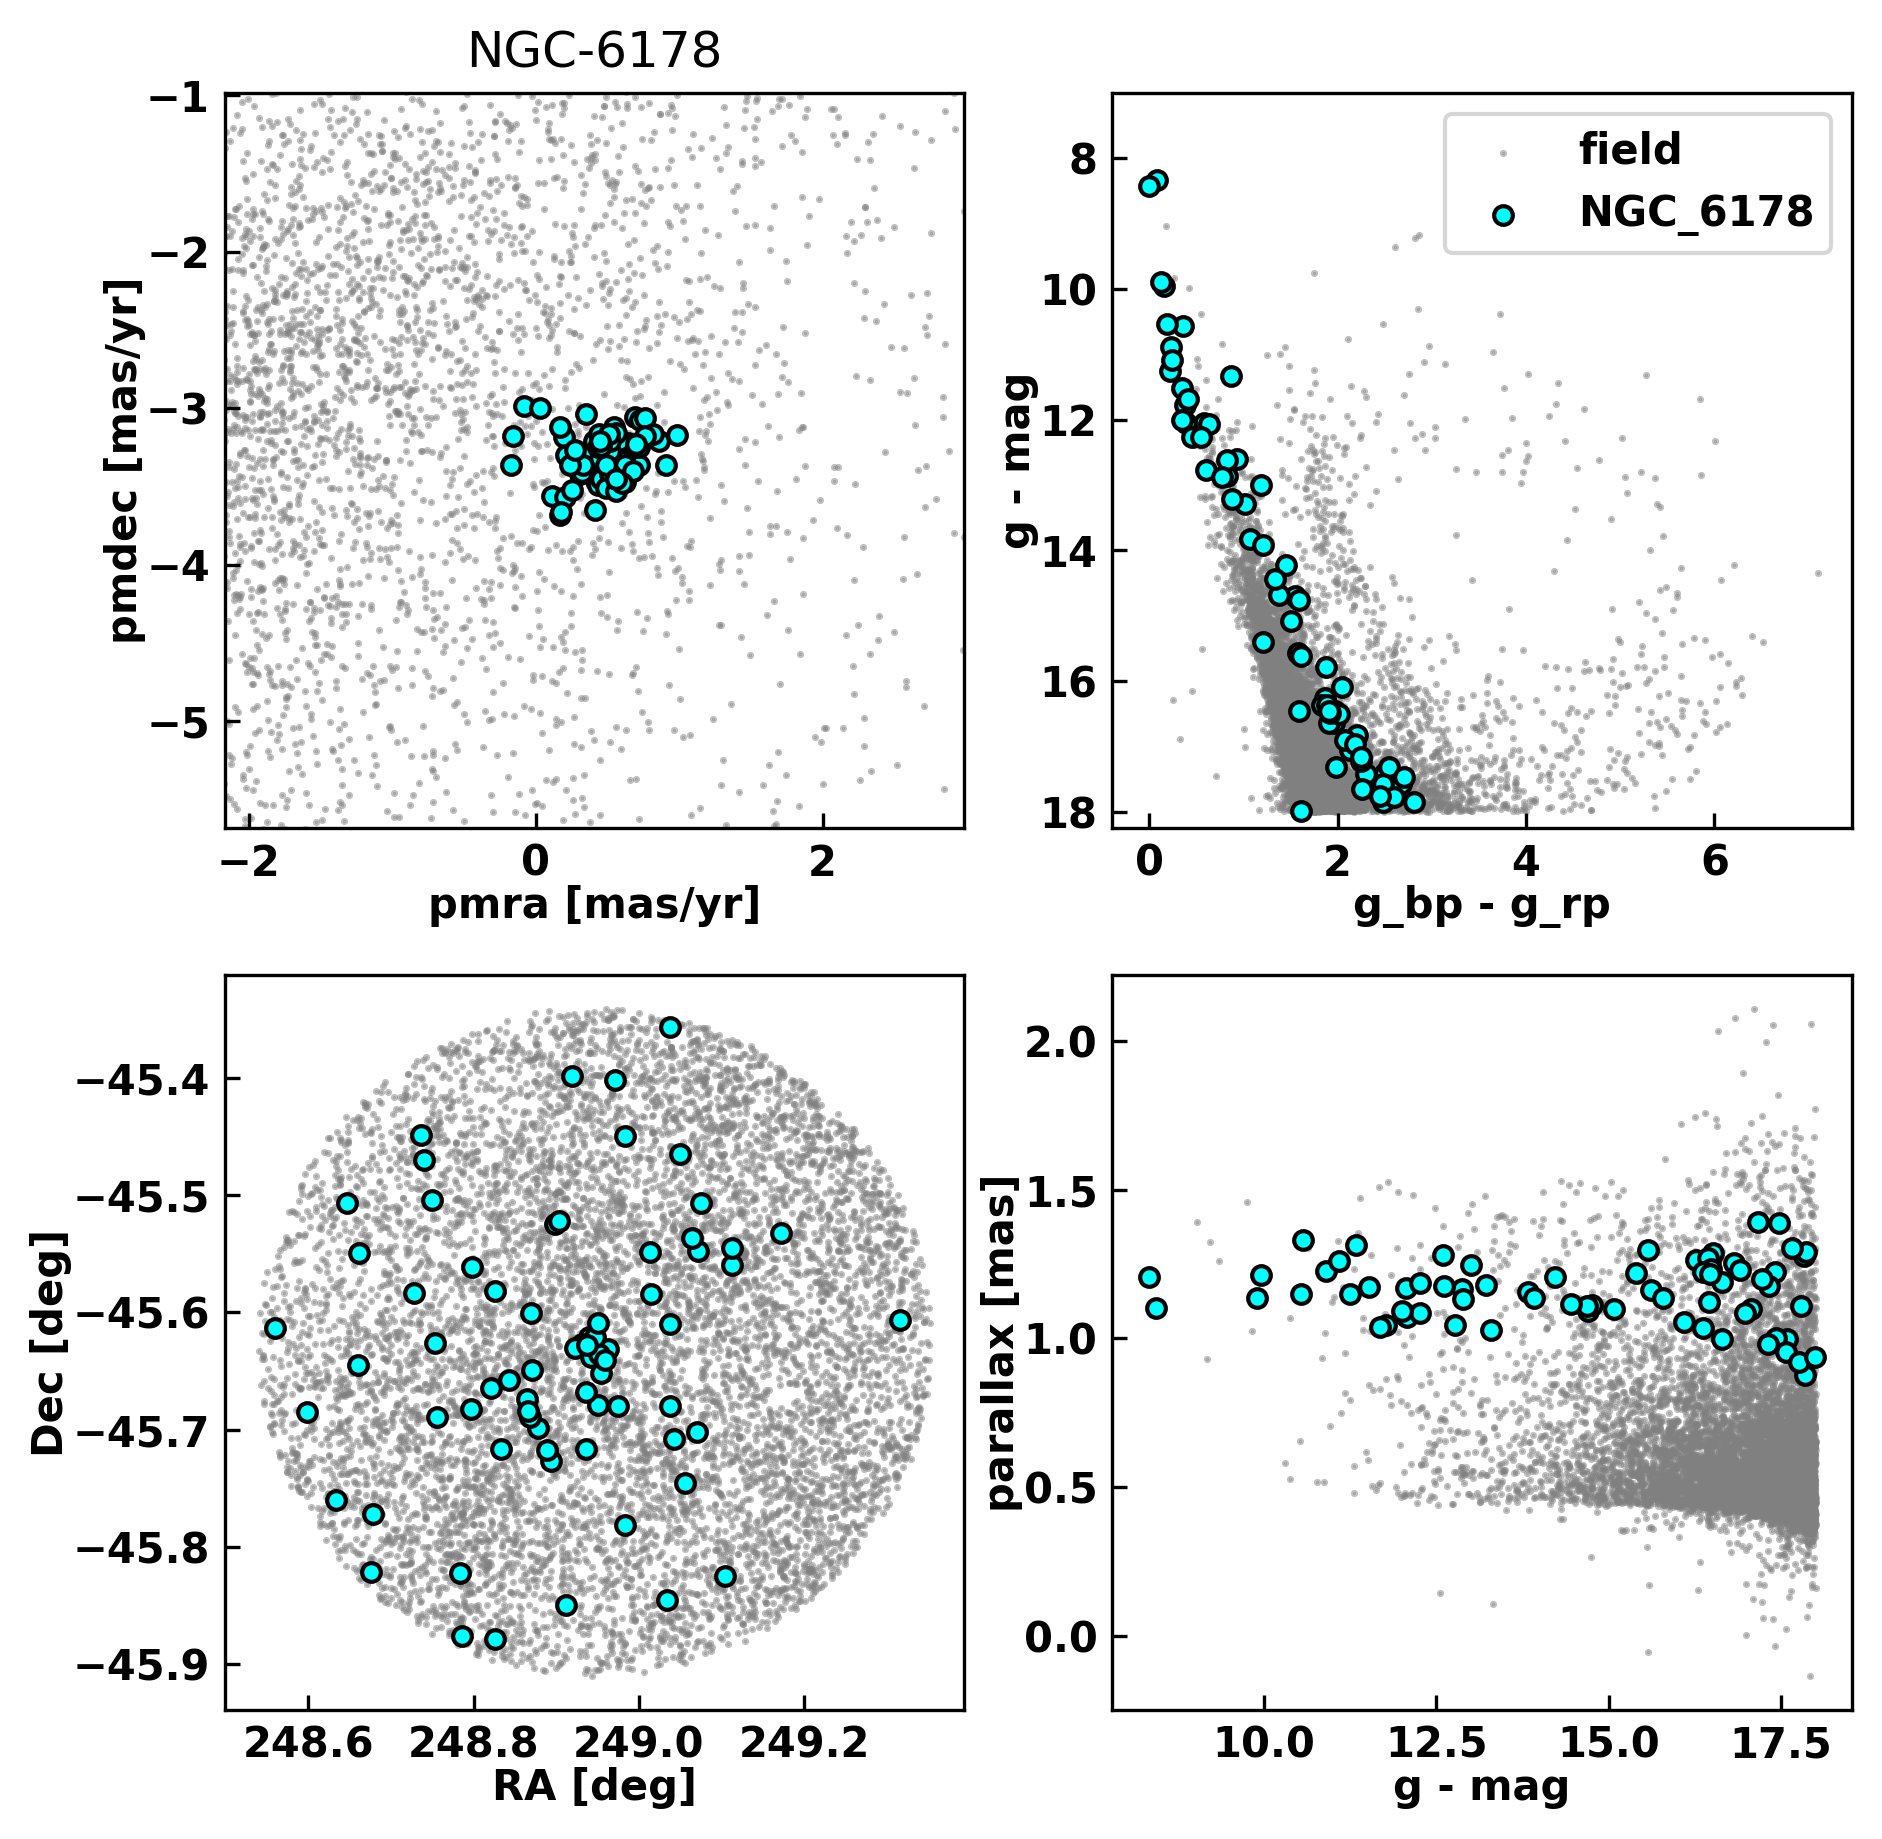 NGC-6178
−1
−2
−3
−4
−5
pmdec [mas/yr]
−2 0 2
pmra [mas/yr]
field
NGC_6178
8
10
12
14
16
18
g - mag
0 2 4 6
g_bp - g_rp
−45.4
−45.5
−45.6
−45.7
−45.8
−45.9
Dec [deg]
248.6 248.8 249.0 249.2
RA [deg]
2.0
1.5
1.0
0.5
0.0
parallax [mas]
10.0 12.5 15.0 17.5
g - mag